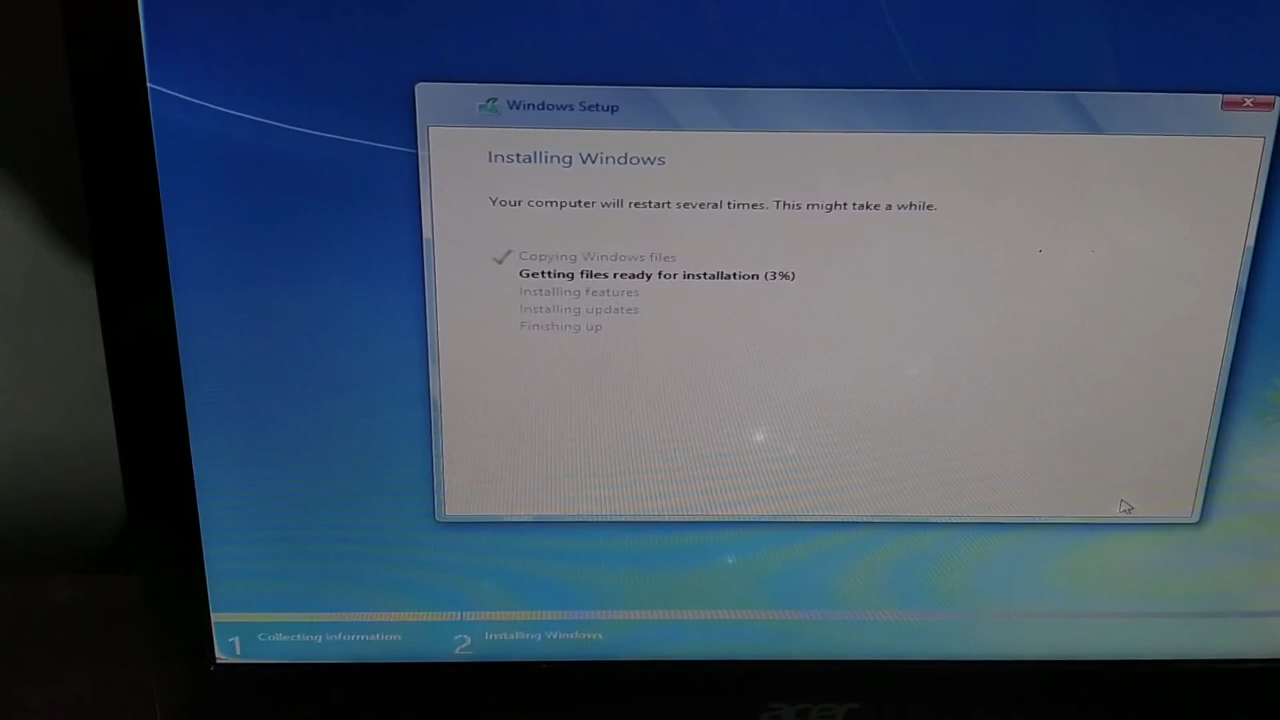 Windows Setup
Installing Windows
Your computer will restart several times. This might take a while.
Copying Windows files
Getting files ready for installation (3%)
Installing features
Installing updates
Finishing up
1 Collecting information 2 Installing Windows
acer